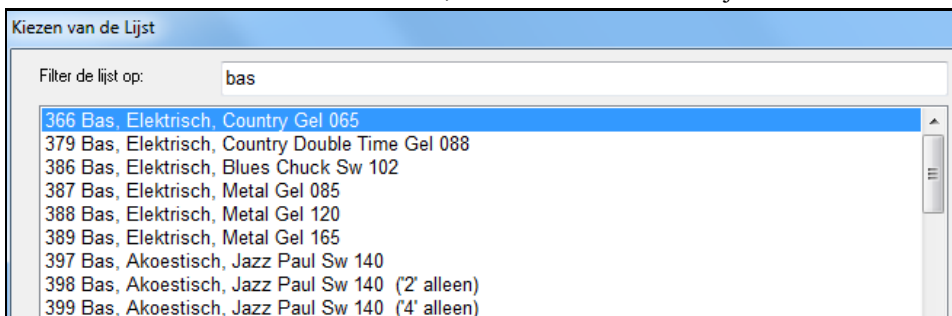 Kiezen van de Lijst
Filter de lijst op: bas
366 Bas, Elektrisch, Country Gel 065
379 Bas, Elektrisch, Country Double Time Gel 088
386 Bas, Elektrisch, Blues Chuck Sw 102
387 Bas, Elektrisch, Metal Gel 085
388 Bas, Elektrisch, Metal Gel 120
389 Bas, Elektrisch, Metal Gel 165
397 Bas, Akoestisch, Jazz Paul Sw 140
398 Bas, Akoestisch, Jazz Paul Sw 140 ('2' alleen)
399 Bas, Akoestisch, Jazz Paul Sw 140 ('4' alleen)